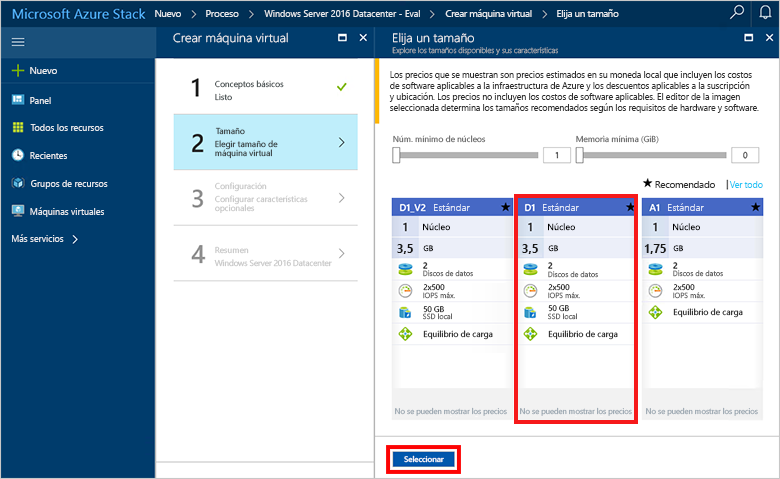 Microsoft Azure Stack Nuevo > Proceso > Windows Server 2016 Datacenter - Eval > Crear máquina virtual > Elija un tamaño
Nuevo
Panel
Todos los recursos
Recientes
Grupos de recursos
Máquinas virtuales
Más servicios >
Crear máquina virtual
1 Conceptos básicos
Listo
2 Tamaño
Elegir tamaño de
máquina virtual
3 Configuración
Configurar características
opcionales
4 Resumen
Windows Server 2016 Datacenter
Elija un tamaño
Explore los tamaños disponibles y sus características
Los precios que se muestran son precios estimados en su moneda local que incluyen los costos
de software aplicables a la infraestructura de Azure y los descuentos aplicables a la suscripción
y ubicación. Los precios no incluyen los costos de software aplicables. El editor de la imagen
seleccionada determina los tamaños recomendados según los requisitos de hardware y software.
Núm. mínimo de núcleos
1
Memoria mínima (GiB)
0
★ Recomendado | Ver todo
D1_V2 Estándar ★
1 Núcleo
3,5 GB
2
Discos de datos
2x500
IOPS máx.
50 GB
SSD local
Equilibrio de carga
No se pueden mostrar los precios
D1 Estándar ★
1 Núcleo
3,5 GB
2
Discos de datos
2x500
IOPS máx.
50 GB
SSD local
Equilibrio de carga
No se pueden mostrar los precios
A1 Estándar ★
1 Núcleo
1,75 GB
2
Discos de datos
2x500
IOPS máx.
Equilibrio de carga
No se pueden mostrar los precios
Seleccionar